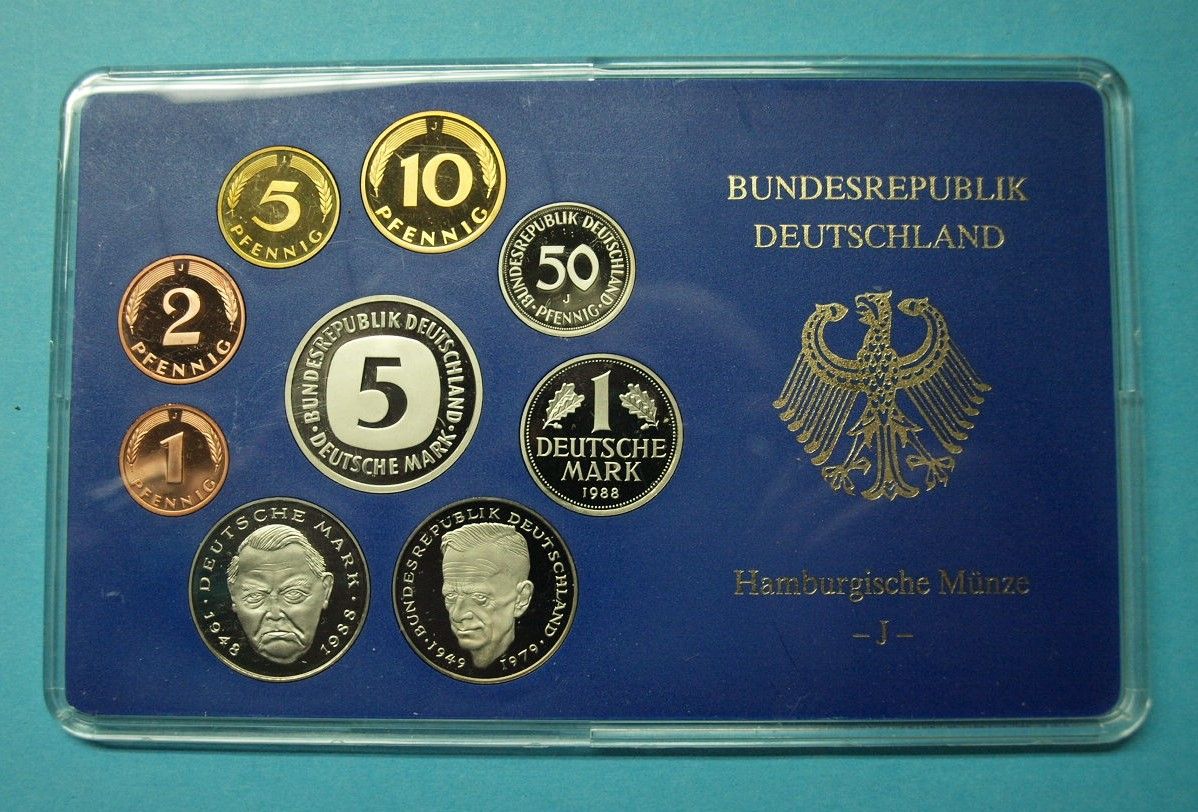 BUNDESREPUBLIK
DEUTSCHLAND
Hamburgische Münze
– J –
J
5
PFENNIG
J
10
PFENNIG
BUNDESREPUBLIK DEUTSCHLAND
50
J
PFENNIG
J
2
PFENNIG
BUNDESREPUBLIK DEUTSCHLAND
5
DEUTSCHE MARK
1
DEUTSCHE
MARK
1988
J
1
PFENNIG
DEUTSCHE MARK
1948 1988
BUNDESREPUBLIK DEUTSCHLAND
1949 1979